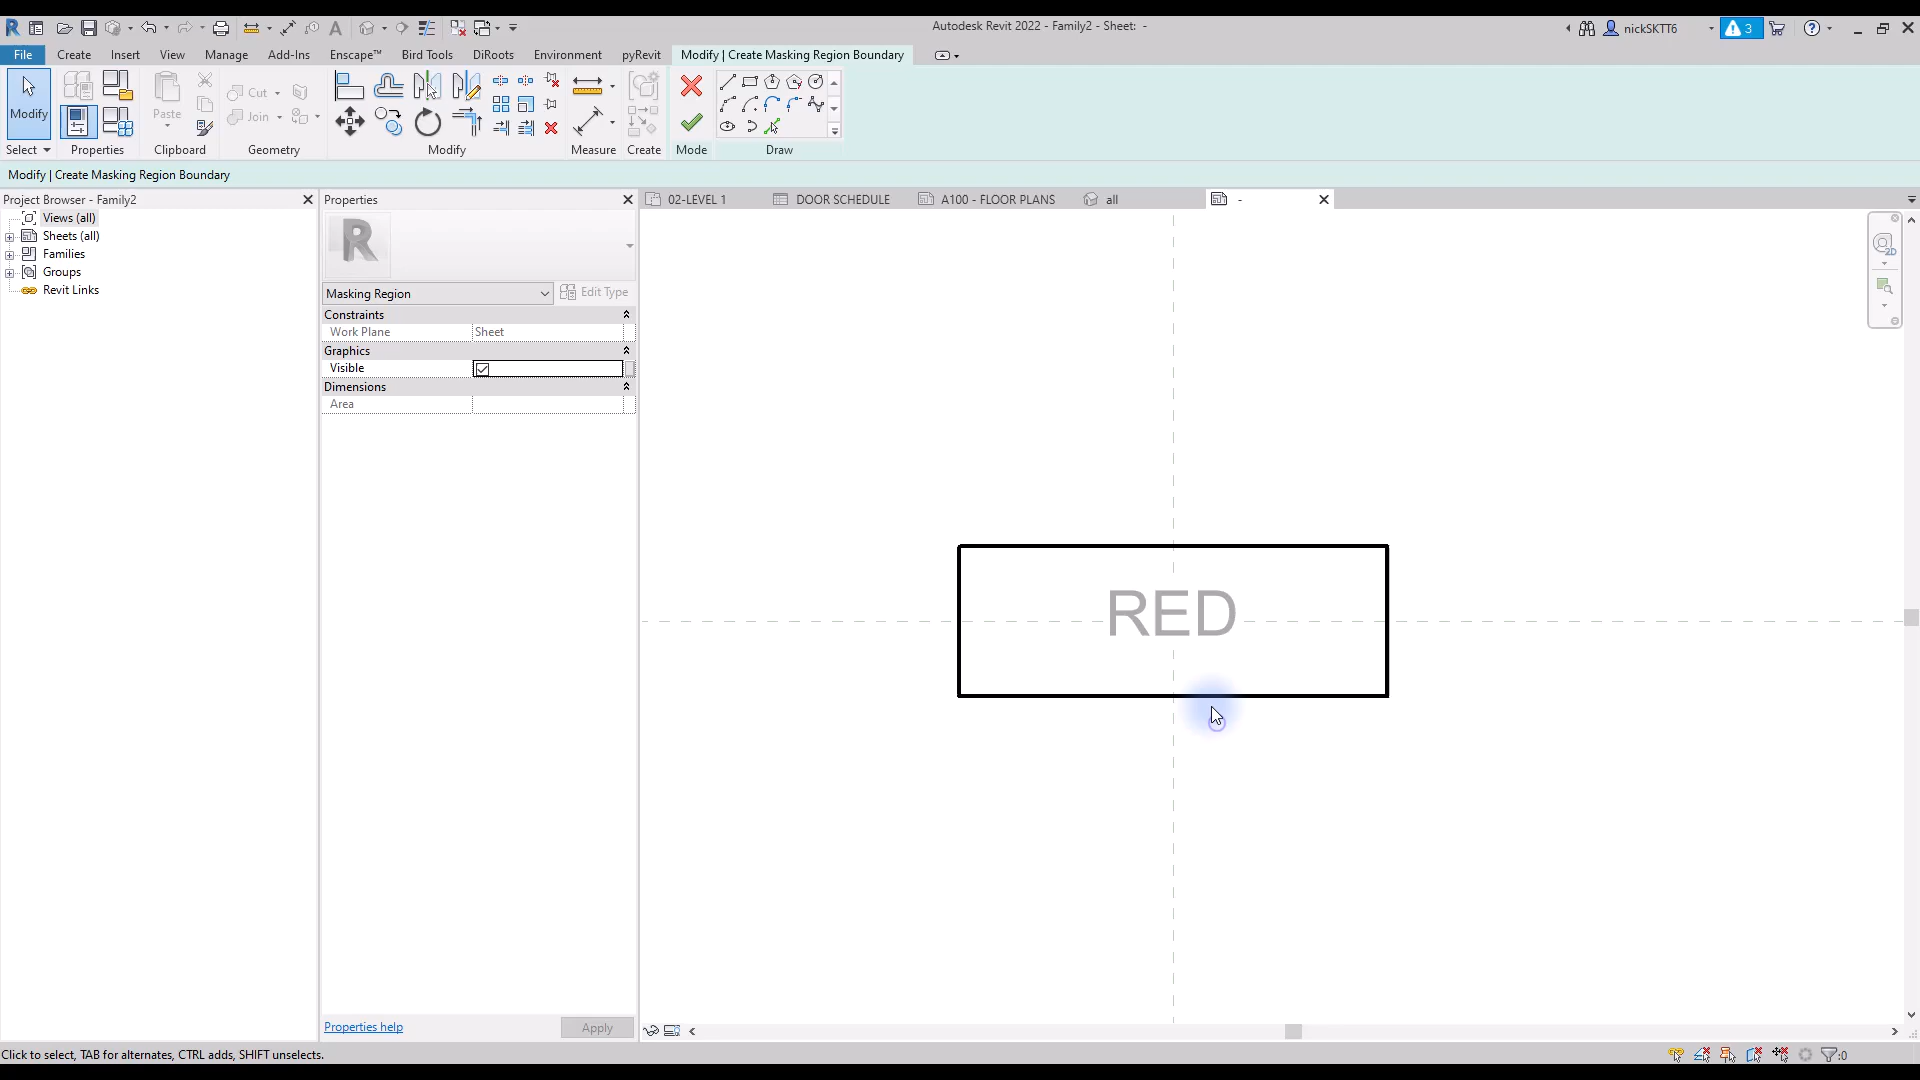 Autodesk Revit 2022 - Family2 - Sheet: -
nickSKTT6
3
File Create Insert View Manage Add-Ins Enscape™ Bird Tools DiRoots Environment pyRevit Modify | Create Masking Region Boundary
Modify
Paste
Cut
Join
Select Properties Clipboard Geometry Modify Measure Create Mode Draw
Modify | Create Masking Region Boundary
Project Browser - Family2
Views (all)
Sheets (all)
Families
Groups
Revit Links
Properties
R
Masking Region
Edit Type
Constraints
Work Plane Sheet
Graphics
Visible
Dimensions
Area
Properties help
Apply
02-LEVEL 1
DOOR SCHEDULE
A100 - FLOOR PLANS
all
-
2D
RED
Click to select, TAB for alternates, CTRL adds, SHIFT unselects.
:0